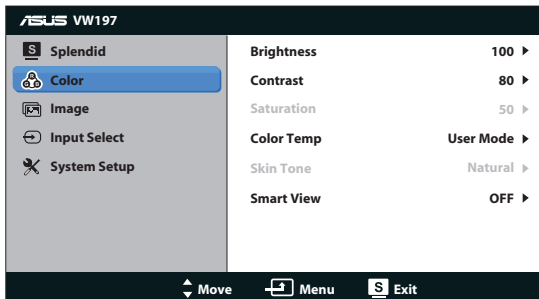 ASUS VW197
S Splendid
Color
Image
Input Select
System Setup
Brightness 100
Contrast 80
Saturation 50
Color Temp User Mode
Skin Tone Natural
Smart View OFF
Move Menu S Exit